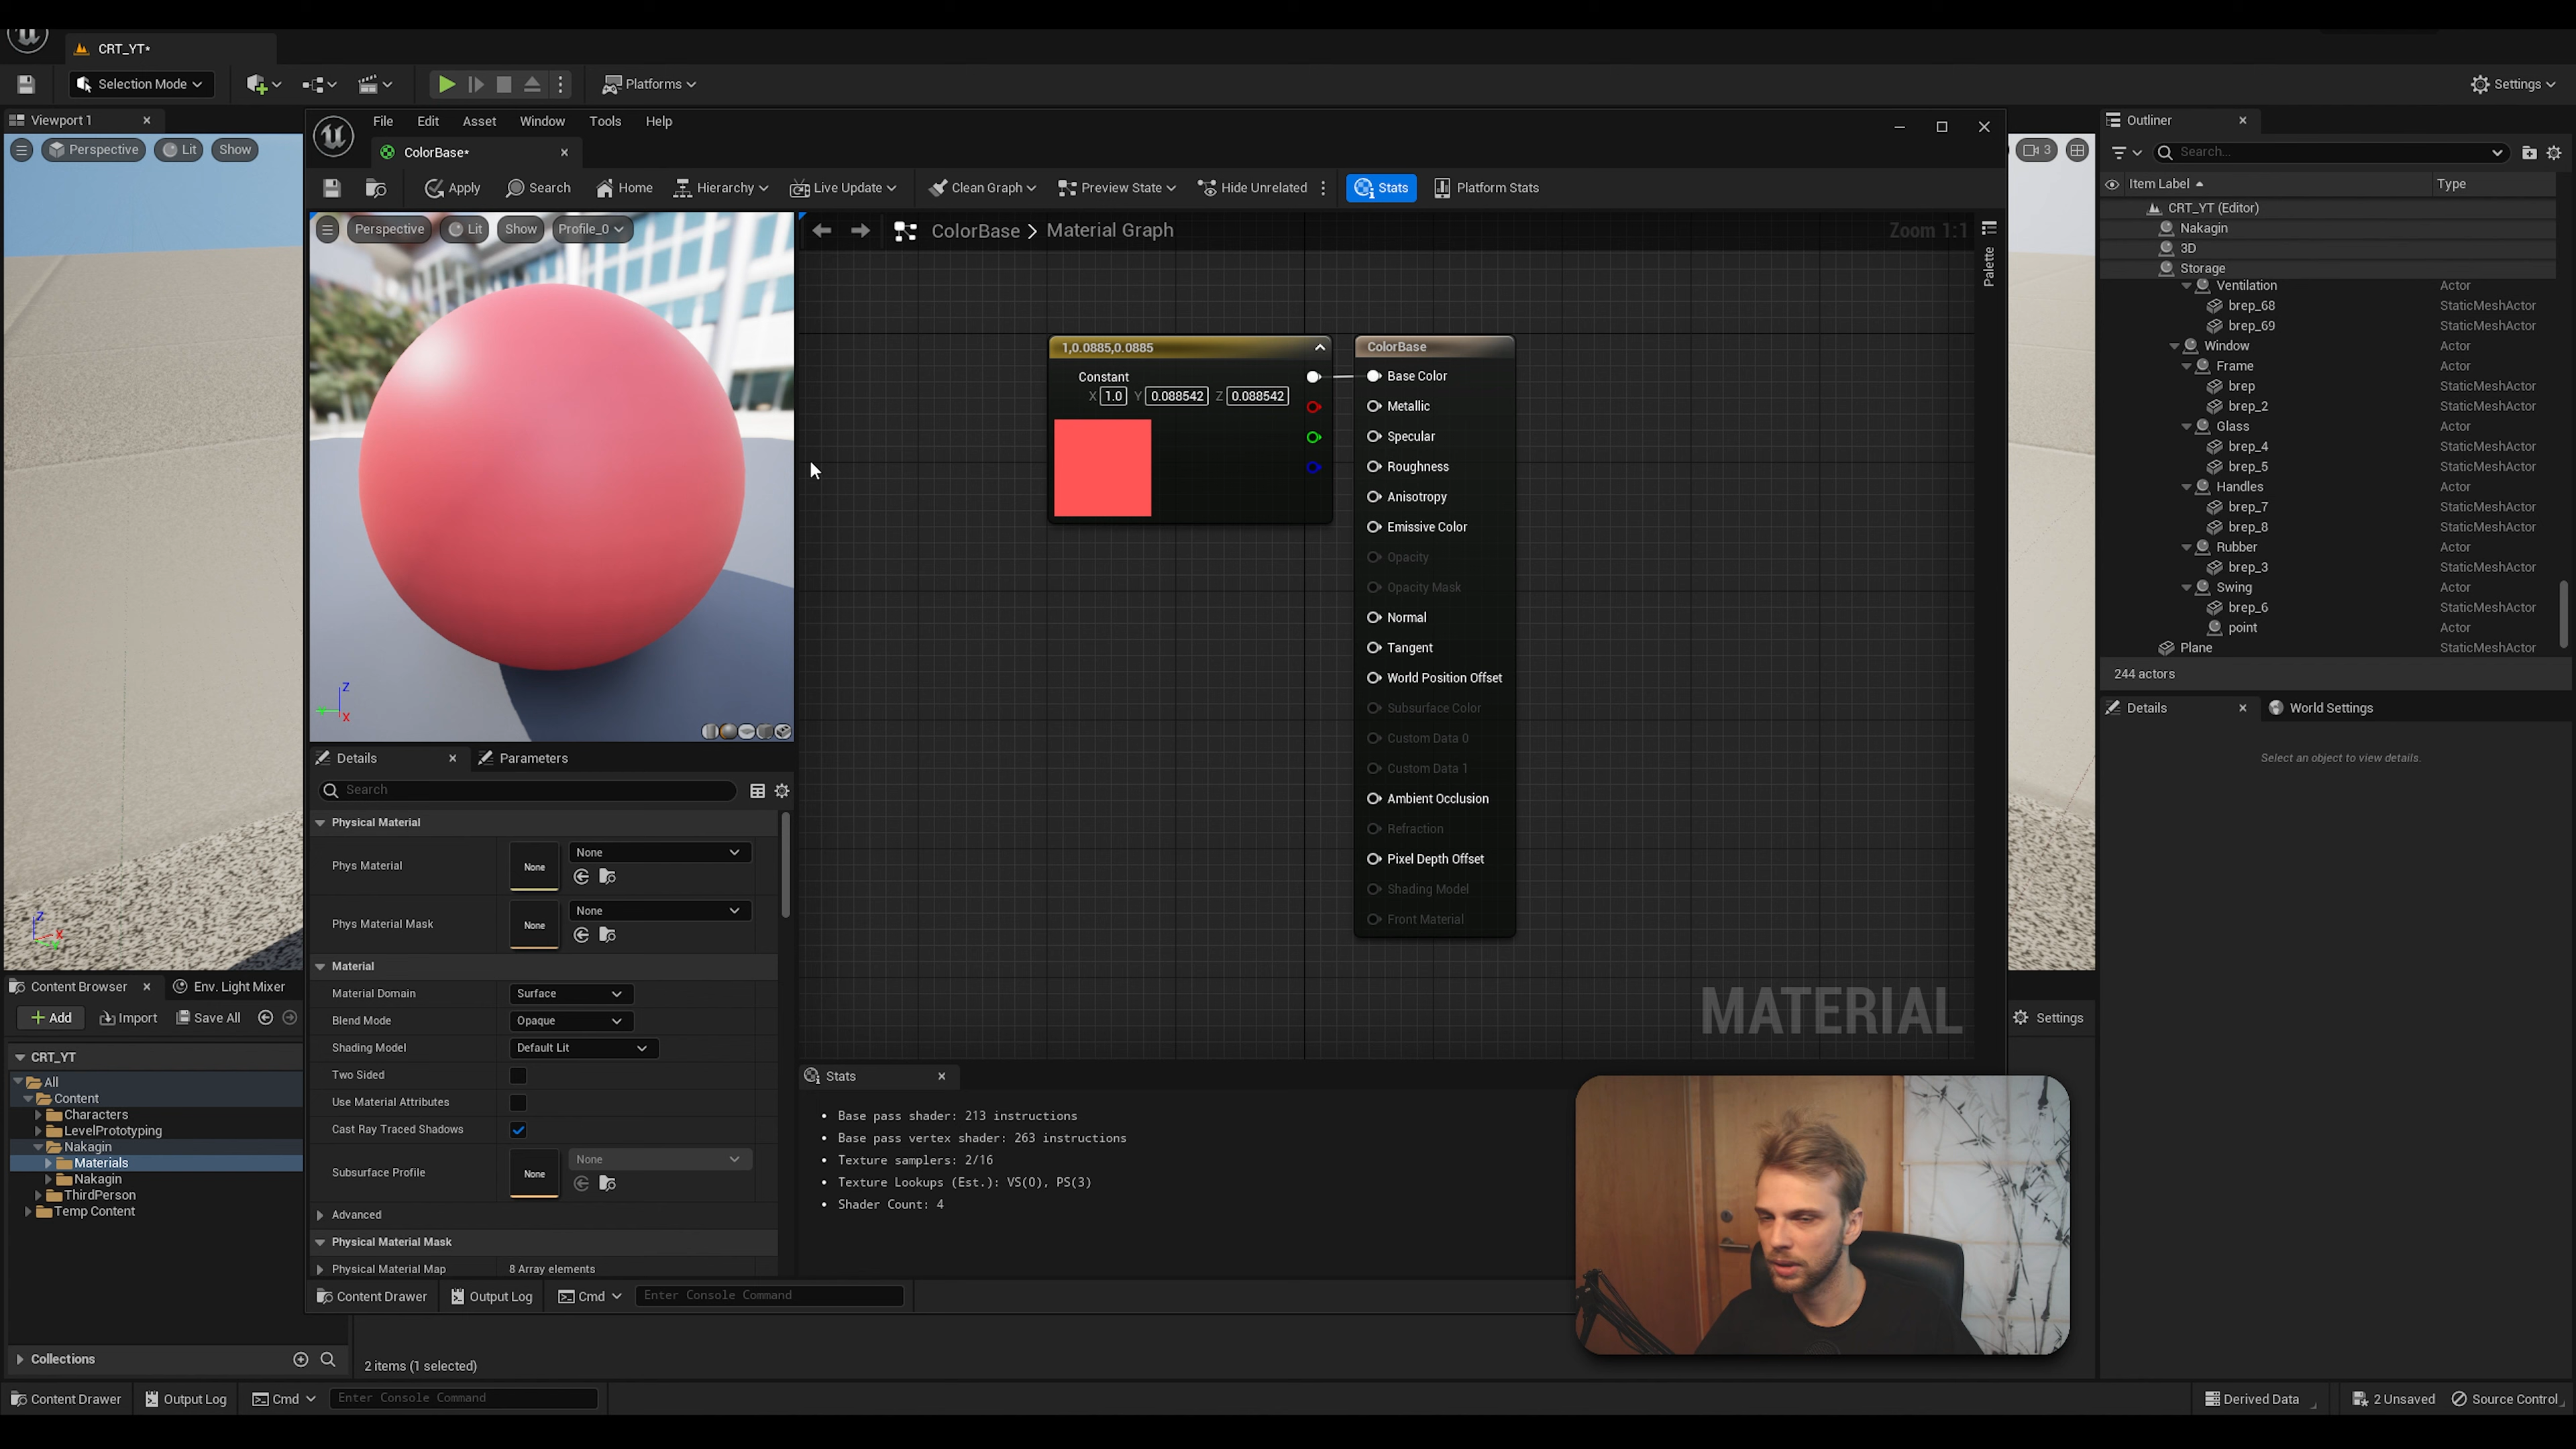 CRT_YT*
Selection Mode
Platforms
Settings
Viewport 1
Perspective
Lit
Show
3
File
Edit
Asset
Window
Tools
Help
ColorBase*
Apply
Search
Home
Hierarchy
Live Update
Clean Graph
Preview State
Hide Unrelated
Stats
Platform Stats
Perspective
Lit
Show
Profile_0
Z
X
ColorBase > Material Graph
Zoom 1:1
Palette
1,0.0885,0.0885
Constant
X 1.0 Y 0.088542 Z 0.088542
ColorBase
Base Color
Metallic
Specular
Roughness
Anisotropy
Emissive Color
Opacity
Opacity Mask
Normal
Tangent
World Position Offset
Subsurface Color
Custom Data 0
Custom Data 1
Ambient Occlusion
Refraction
Pixel Depth Offset
Shading Model
Front Material
MATERIAL
Details
Parameters
Search
Physical Material
Phys Material
None
None
Phys Material Mask
None
None
Material
Material Domain
Surface
Blend Mode
Opaque
Shading Model
Default Lit
Two Sided
Use Material Attributes
Cast Ray Traced Shadows
Subsurface Profile
None
None
Advanced
Physical Material Mask
Physical Material Map
8 Array elements
Stats
Base pass shader: 213 instructions
Base pass vertex shader: 263 instructions
Texture samplers: 2/16
Texture Lookups (Est.): VS(0), PS(3)
Shader Count: 4
Content Drawer
Output Log
Cmd
Enter Console Command
Z
X
Y
Content Browser
Env. Light Mixer
Add
Import
Save All
Settings
CRT_YT
All
Content
Characters
LevelPrototyping
Nakagin
Materials
Nakagin
ThirdPerson
Temp Content
Collections
2 items (1 selected)
Content Drawer
Output Log
Cmd
Enter Console Command
Derived Data
2 Unsaved
Source Control
Outliner
Search...
Item Label
Type
CRT_YT (Editor)
Nakagin
3D
Storage
Ventilation Actor
brep_68 StaticMeshActor
brep_69 StaticMeshActor
Window Actor
Frame Actor
brep StaticMeshActor
brep_2 StaticMeshActor
Glass Actor
brep_4 StaticMeshActor
brep_5 StaticMeshActor
Handles Actor
brep_7 StaticMeshActor
brep_8 StaticMeshActor
Rubber Actor
brep_3 StaticMeshActor
Swing Actor
brep_6 StaticMeshActor
point Actor
Plane StaticMeshActor
244 actors
Details
World Settings
Select an object to view details.